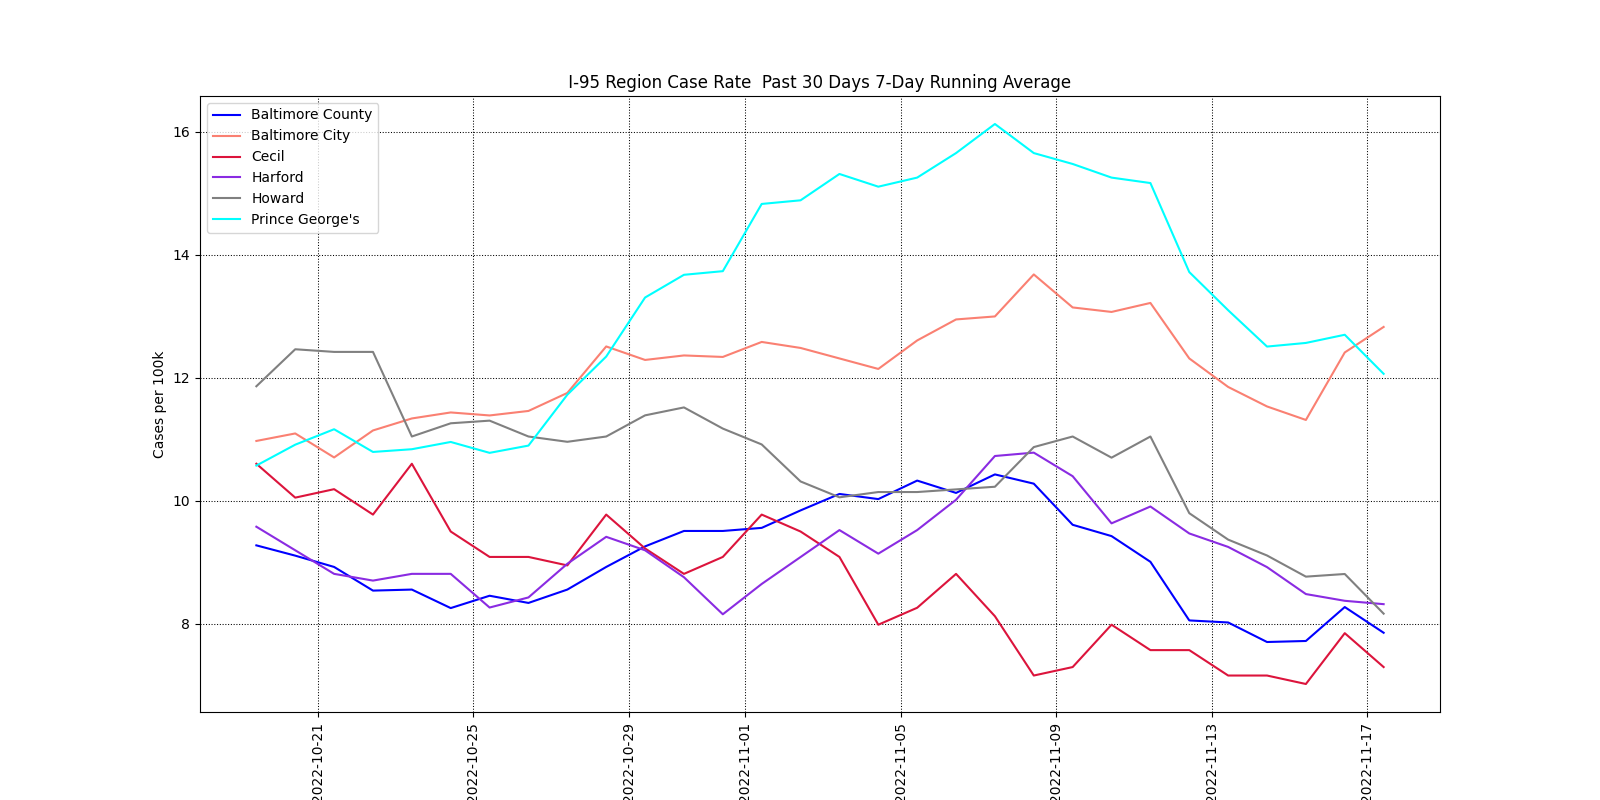 I-95 Region Case Rate  Past 30 Days 7-Day Running Average
Baltimore County
Baltimore City
Cecil
Harford
Howard
Prince George's
Cases per 100k
16
14
12
10
8
2022-10-21
2022-10-25
2022-10-29
2022-11-01
2022-11-05
2022-11-09
2022-11-13
2022-11-17